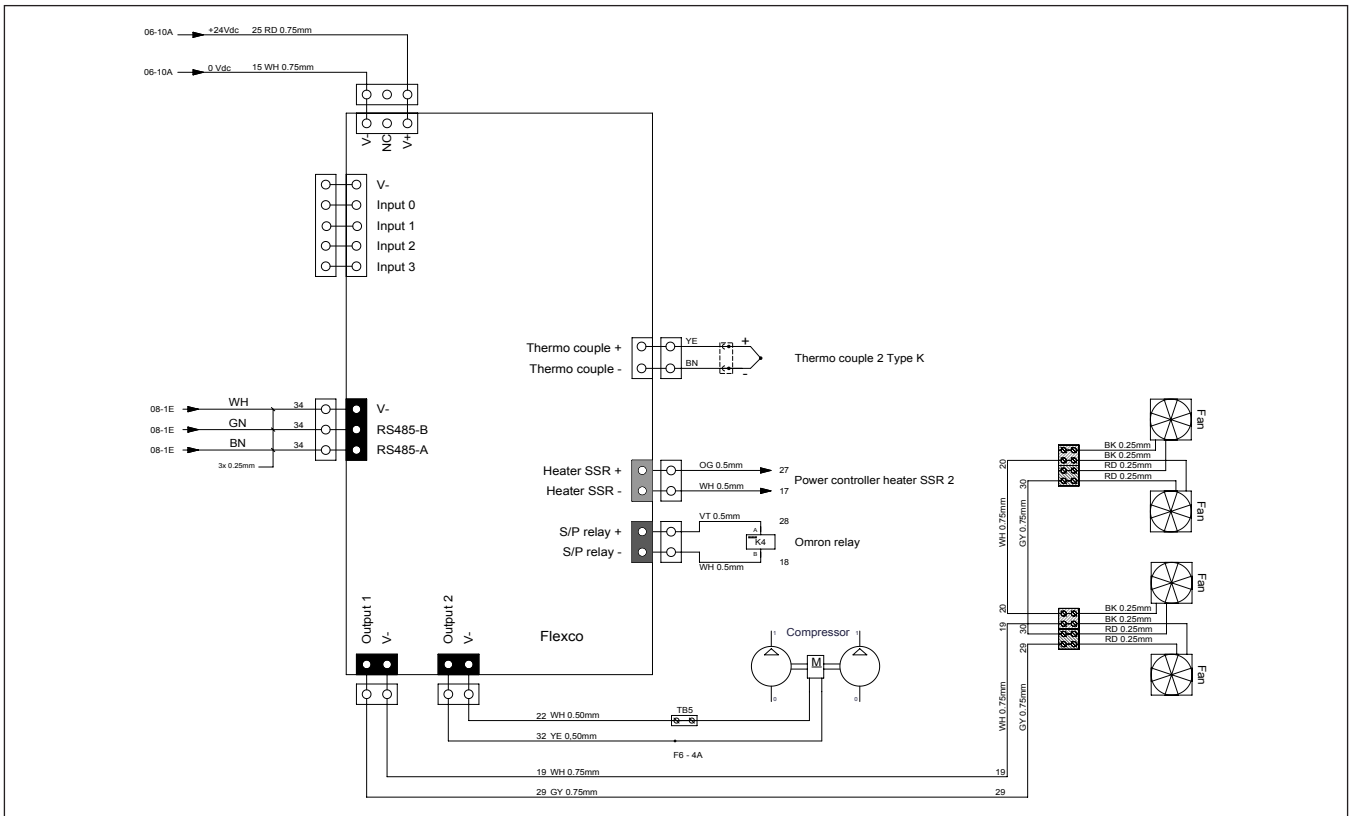 06-10A +24Vdc 25 RD 0.75mm
06-10A 0 Vdc 15 WH 0.75mm
V- NC V+
V-
Input 0
Input 1
Input 2
Input 3
Thermo couple + YE +
Thermo couple - BN -
Thermo couple 2 Type K
08-1E WH 34 V-
08-1E GN 34 RS485-B
08-1E BN 34 RS485-A
3x 0.25mm
Heater SSR + OG 0.5mm 27
Heater SSR - WH 0.5mm 17
Power controller heater SSR 2
S/P relay + VT 0.5mm 28
A K4 B Omron relay
S/P relay - WH 0.5mm 18
Output 1 V- Output 2 V-
Flexco
Compressor
1 1
M
0 0
22 WH 0.50mm TB5
32 YE 0,50mm
F6 - 4A
19 WH 0.75mm 19
29 GY 0.75mm 29
Fan
BK 0.25mm
BK 0.25mm
RD 0.25mm
RD 0.25mm
20 30
Fan
WH 0.75mm GY 0.75mm
Fan
20 BK 0.25mm
19 BK 0.25mm
30 RD 0.25mm
29 RD 0.25mm
Fan
WH 0.75mm GY 0.75mm